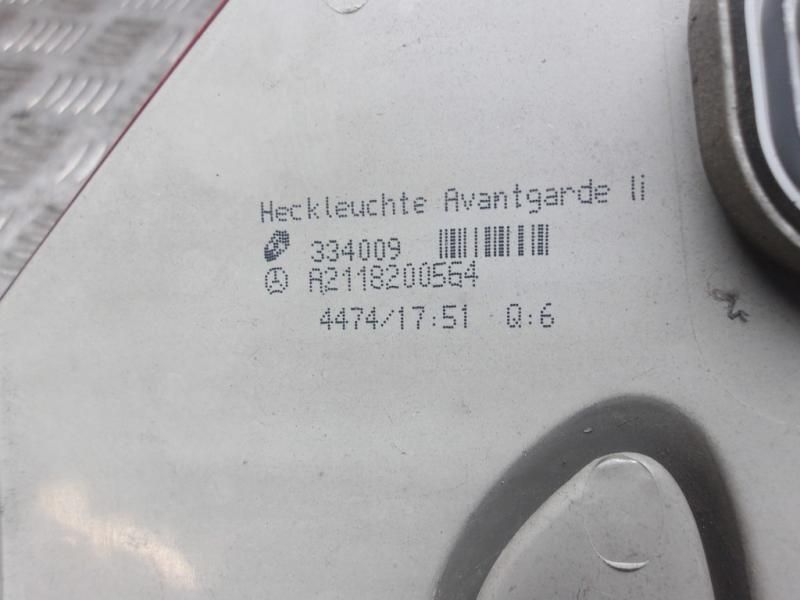 Heckleuchte Avantgarde li
334009
A2118200564
4474/17:51 Q:6